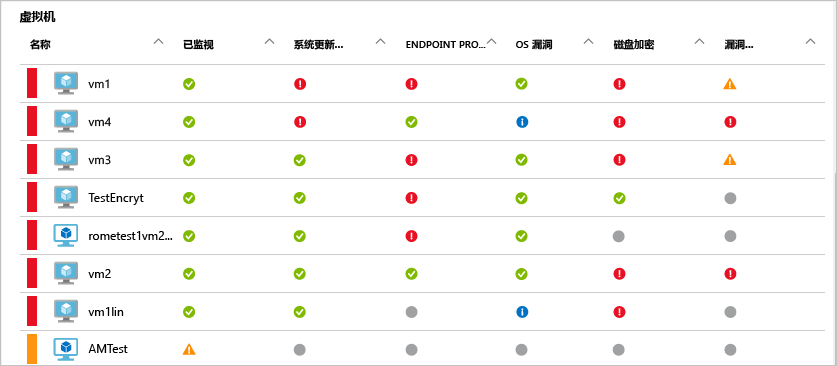 虚拟机
名称 已监视 系统更新... ENDPOINT PRO... OS 漏洞 磁盘加密 漏洞...
vm1
vm4
vm3
TestEncryt
rometest1vm2...
vm2
vm1lin
AMTest